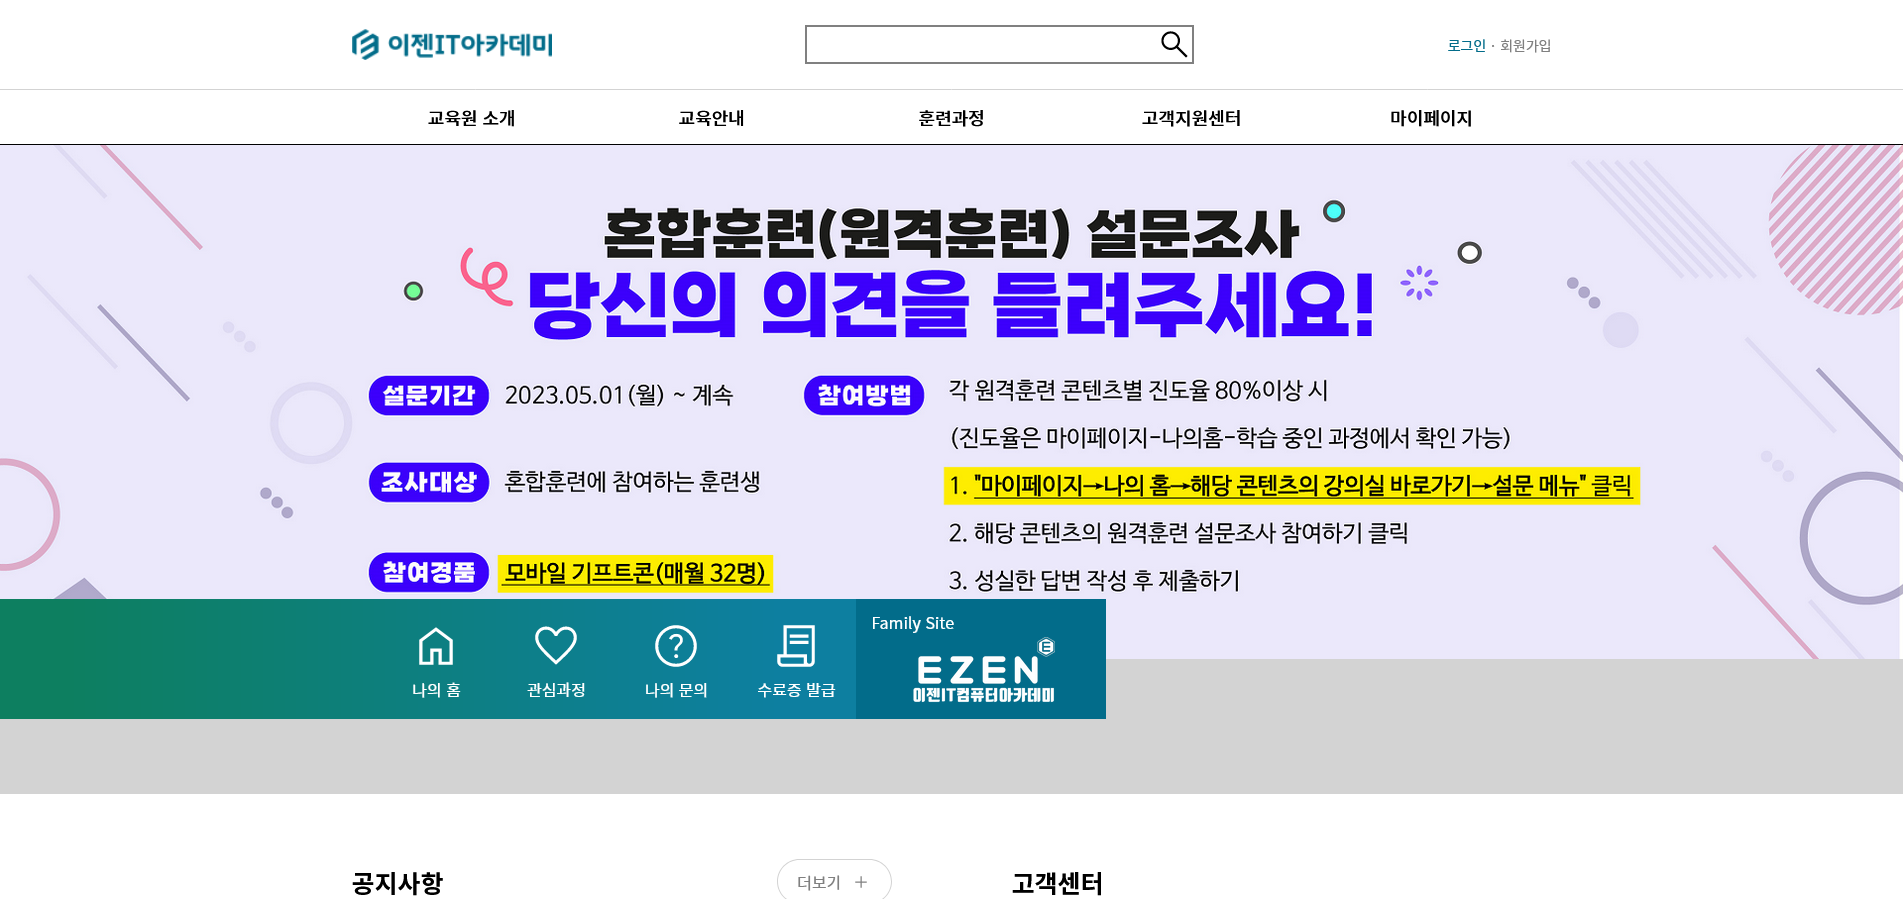 이젠IT아카데미
로그인 · 회원가입
교육원 소개
교육안내
훈련과정
고객지원센터
마이페이지
혼합훈련(원격훈련) 설문조사
당신의 의견을 들려주세요!
설문기간 2023.05.01(월) ~ 계속
조사대상 혼합훈련에 참여하는 훈련생
참여경품 모바일 기프트콘(매월 32명)
참여방법 각 원격훈련 콘텐츠별 진도율 80%이상 시
(진도율은 마이페이지-나의홈-학습 중인 과정에서 확인 가능)
1. "마이페이지→나의 홈→해당 콘텐츠의 강의실 바로가기→설문 메뉴" 클릭
2. 해당 콘텐츠의 원격훈련 설문조사 참여하기 클릭
3. 성실한 답변 작성 후 제출하기
나의 홈
관심과정
나의 문의
수료증 발급
Family Site
EZEN E
이젠IT컴퓨터아카데미
공지사항
더보기 +
고객센터